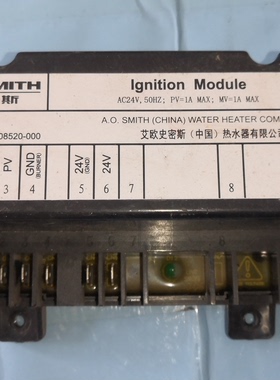 SMITH
Ignition Module
AC24V, 50HZ; PV=1A MAX; MV=1A MAX
A.O. SMITH (CHINA) WATER HEATER COM
08520-000
艾欧史密斯（中国）热水器有限公司
PV
GND
(BURNER)
24V
(GND)
24V
3 4 5 6 7 8